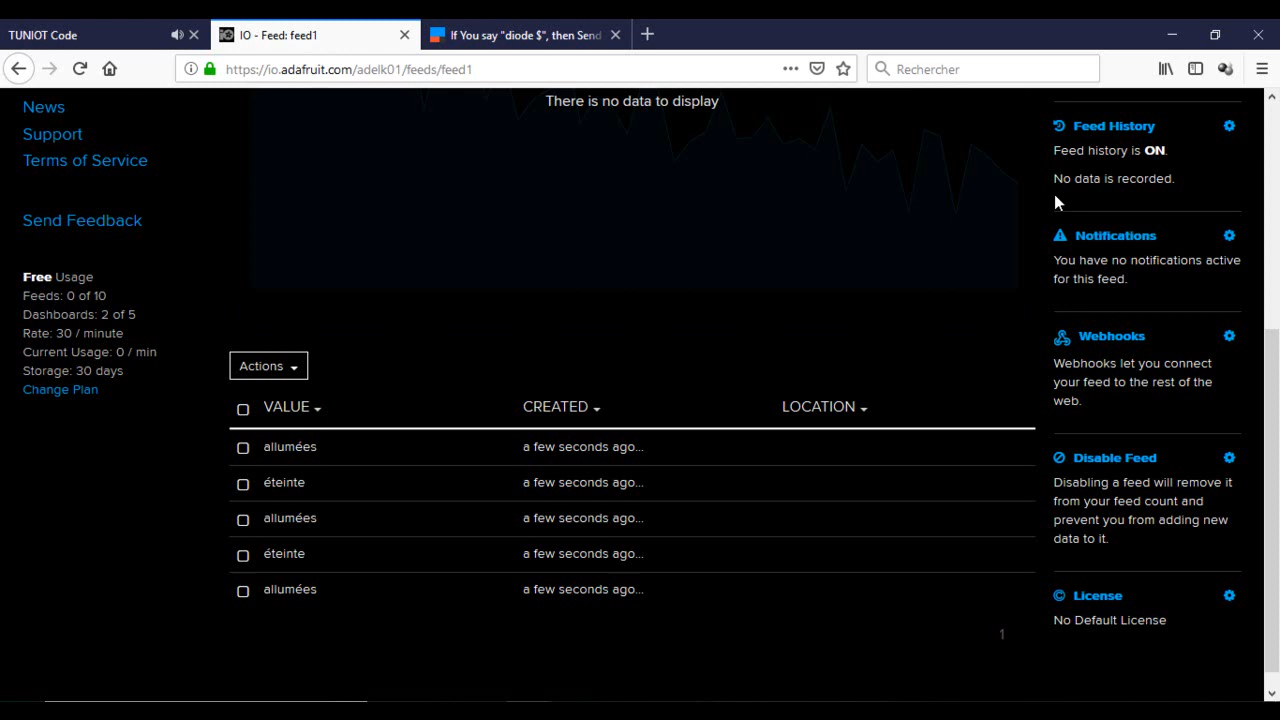 TUNIOT Code
IO - Feed: feed1
If You say "diode $", then Send
https://io.adafruit.com/adelk01/feeds/feed1
Rechercher
News
Support
Terms of Service
Send Feedback
Free Usage
Feeds: 0 of 10
Dashboards: 2 of 5
Rate: 30 / minute
Current Usage: 0 / min
Storage: 30 days
Change Plan
There is no data to display
Actions
VALUE CREATED LOCATION
allumées a few seconds ago...
éteinte a few seconds ago...
allumées a few seconds ago...
éteinte a few seconds ago...
allumées a few seconds ago...
1
Feed History
Feed history is ON.
No data is recorded.
Notifications
You have no notifications active
for this feed.
Webhooks
Webhooks let you connect
your feed to the rest of the
web.
Disable Feed
Disabling a feed will remove it
from your feed count and
prevent you from adding new
data to it.
License
No Default License